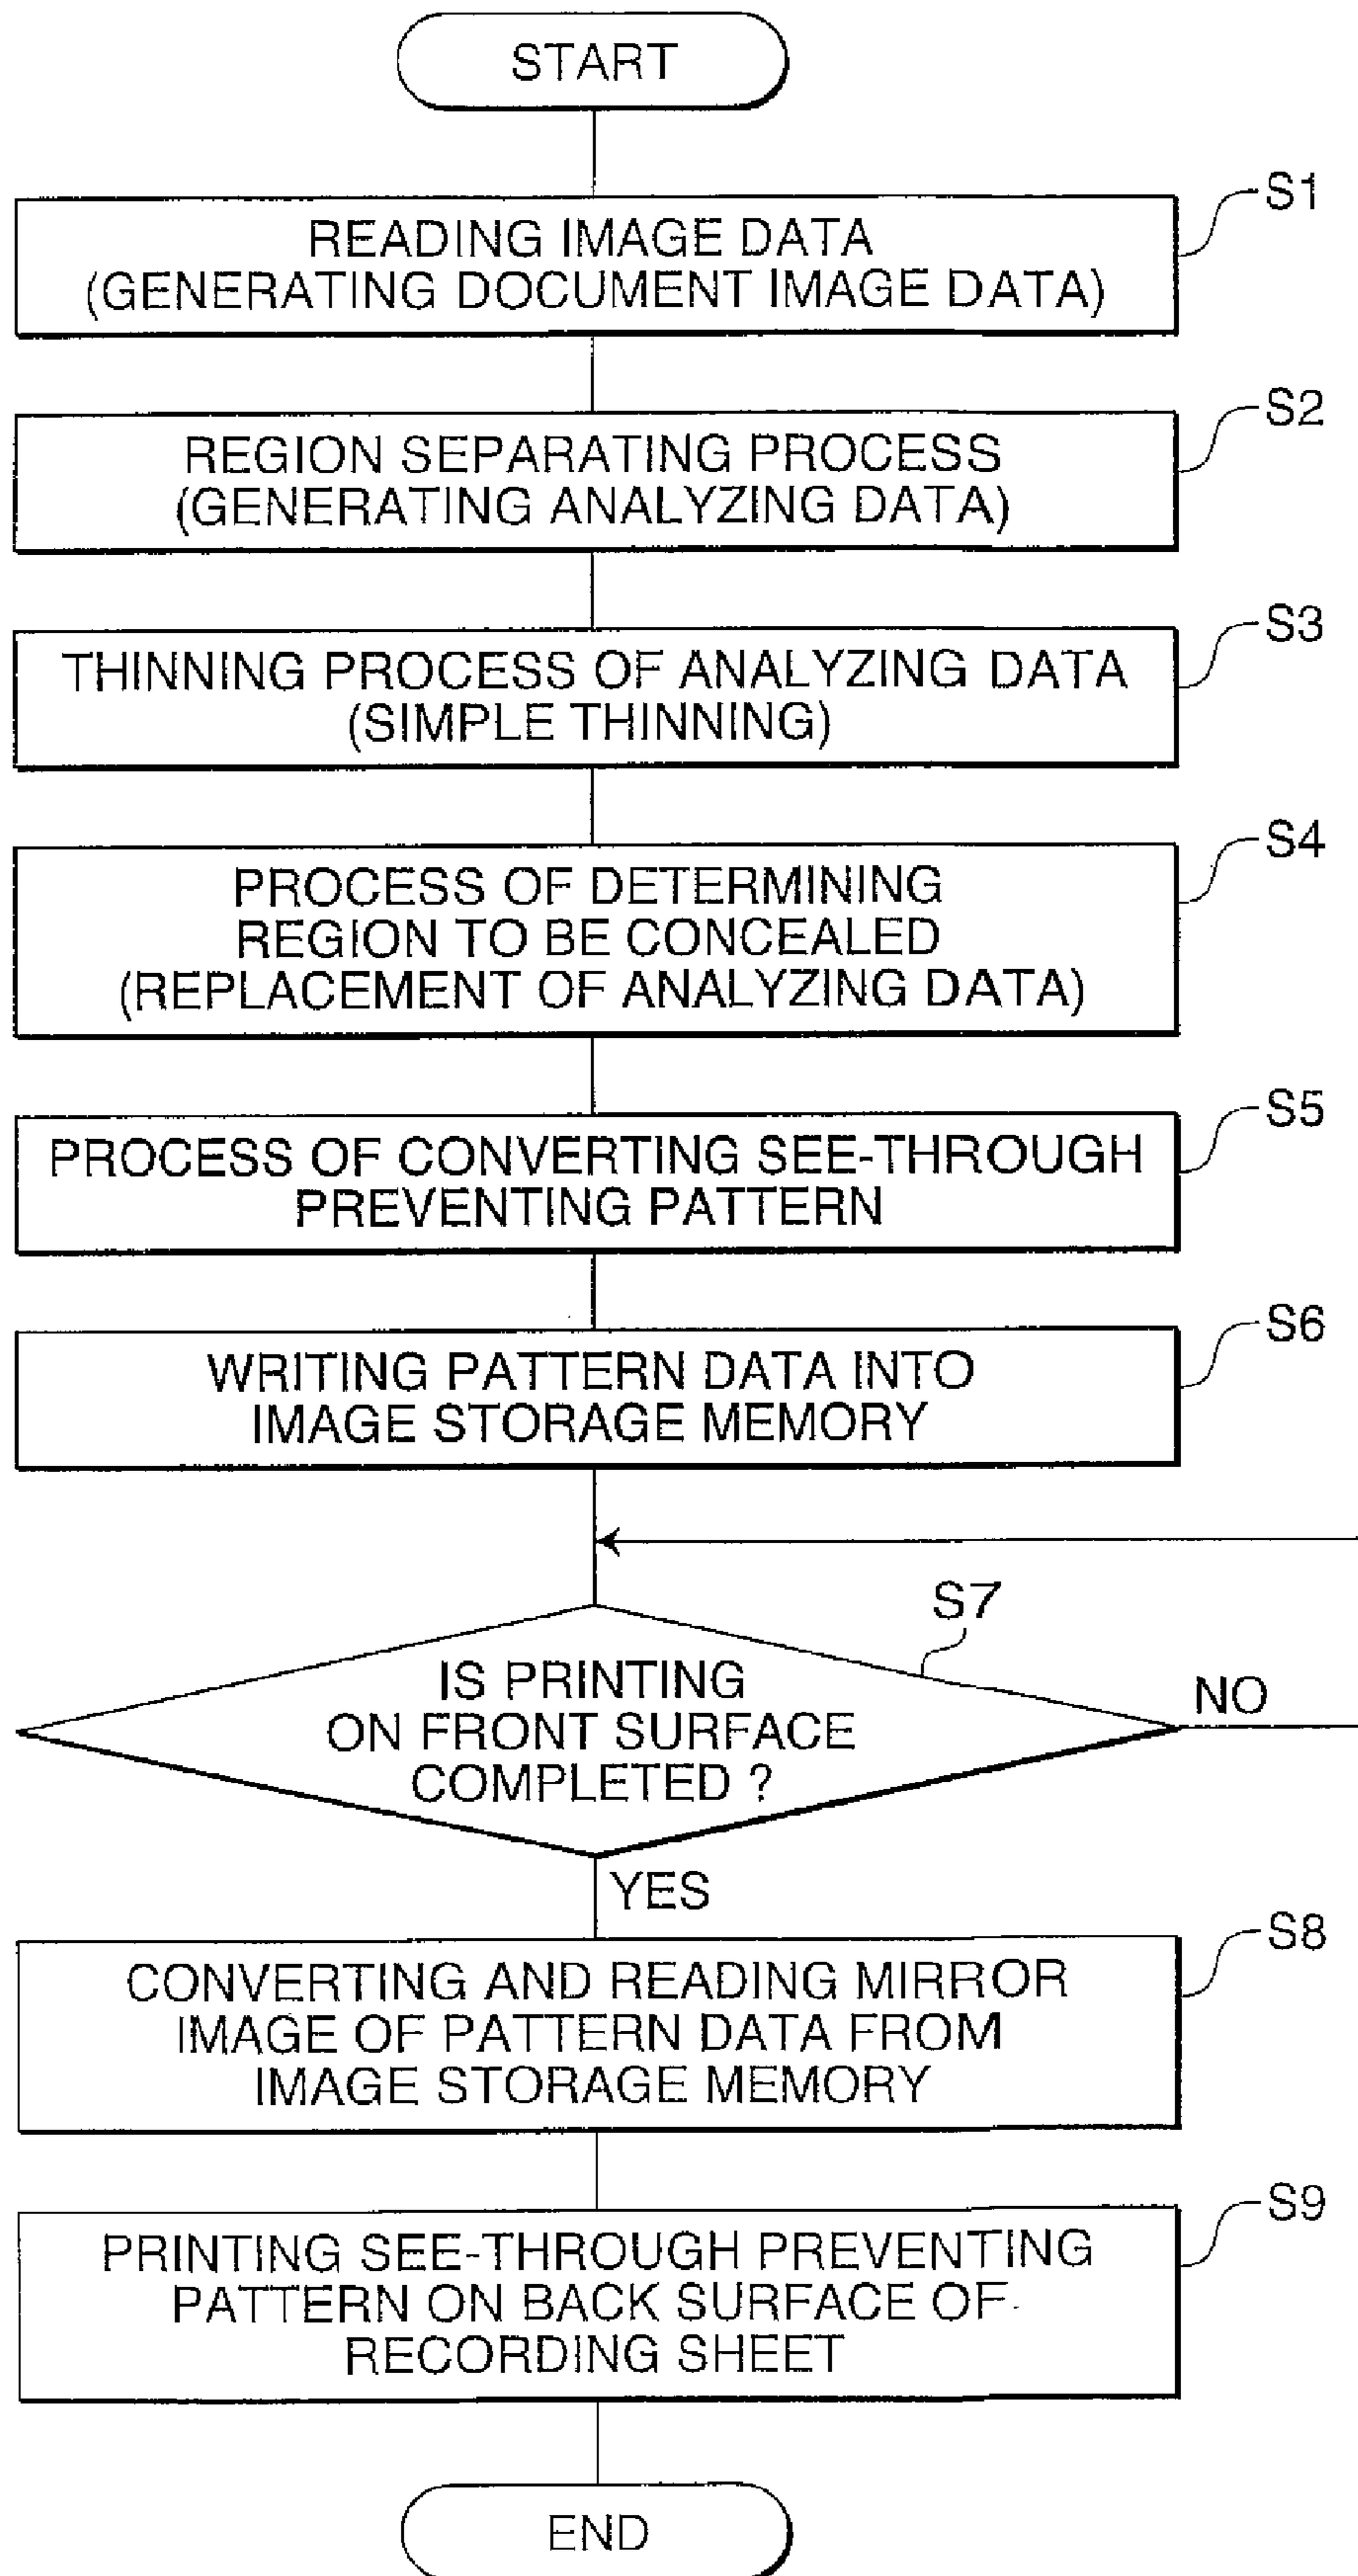 START
S1
READING IMAGE DATA
(GENERATING DOCUMENT IMAGE DATA)
S2
REGION SEPARATING PROCESS
(GENERATING ANALYZING DATA)
S3
THINNING PROCESS OF ANALYZING DATA
(SIMPLE THINNING)
S4
PROCESS OF DETERMINING
REGION TO BE CONCEALED
(REPLACEMENT OF ANALYZING DATA)
S5
PROCESS OF CONVERTING SEE-THROUGH
PREVENTING PATTERN
S6
WRITING PATTERN DATA INTO
IMAGE STORAGE MEMORY
S7
IS PRINTING
ON FRONT SURFACE
COMPLETED ?
NO
YES
S8
CONVERTING AND READING MIRROR
IMAGE OF PATTERN DATA FROM
IMAGE STORAGE MEMORY
S9
PRINTING SEE-THROUGH PREVENTING
PATTERN ON BACK SURFACE OF
RECORDING SHEET
END